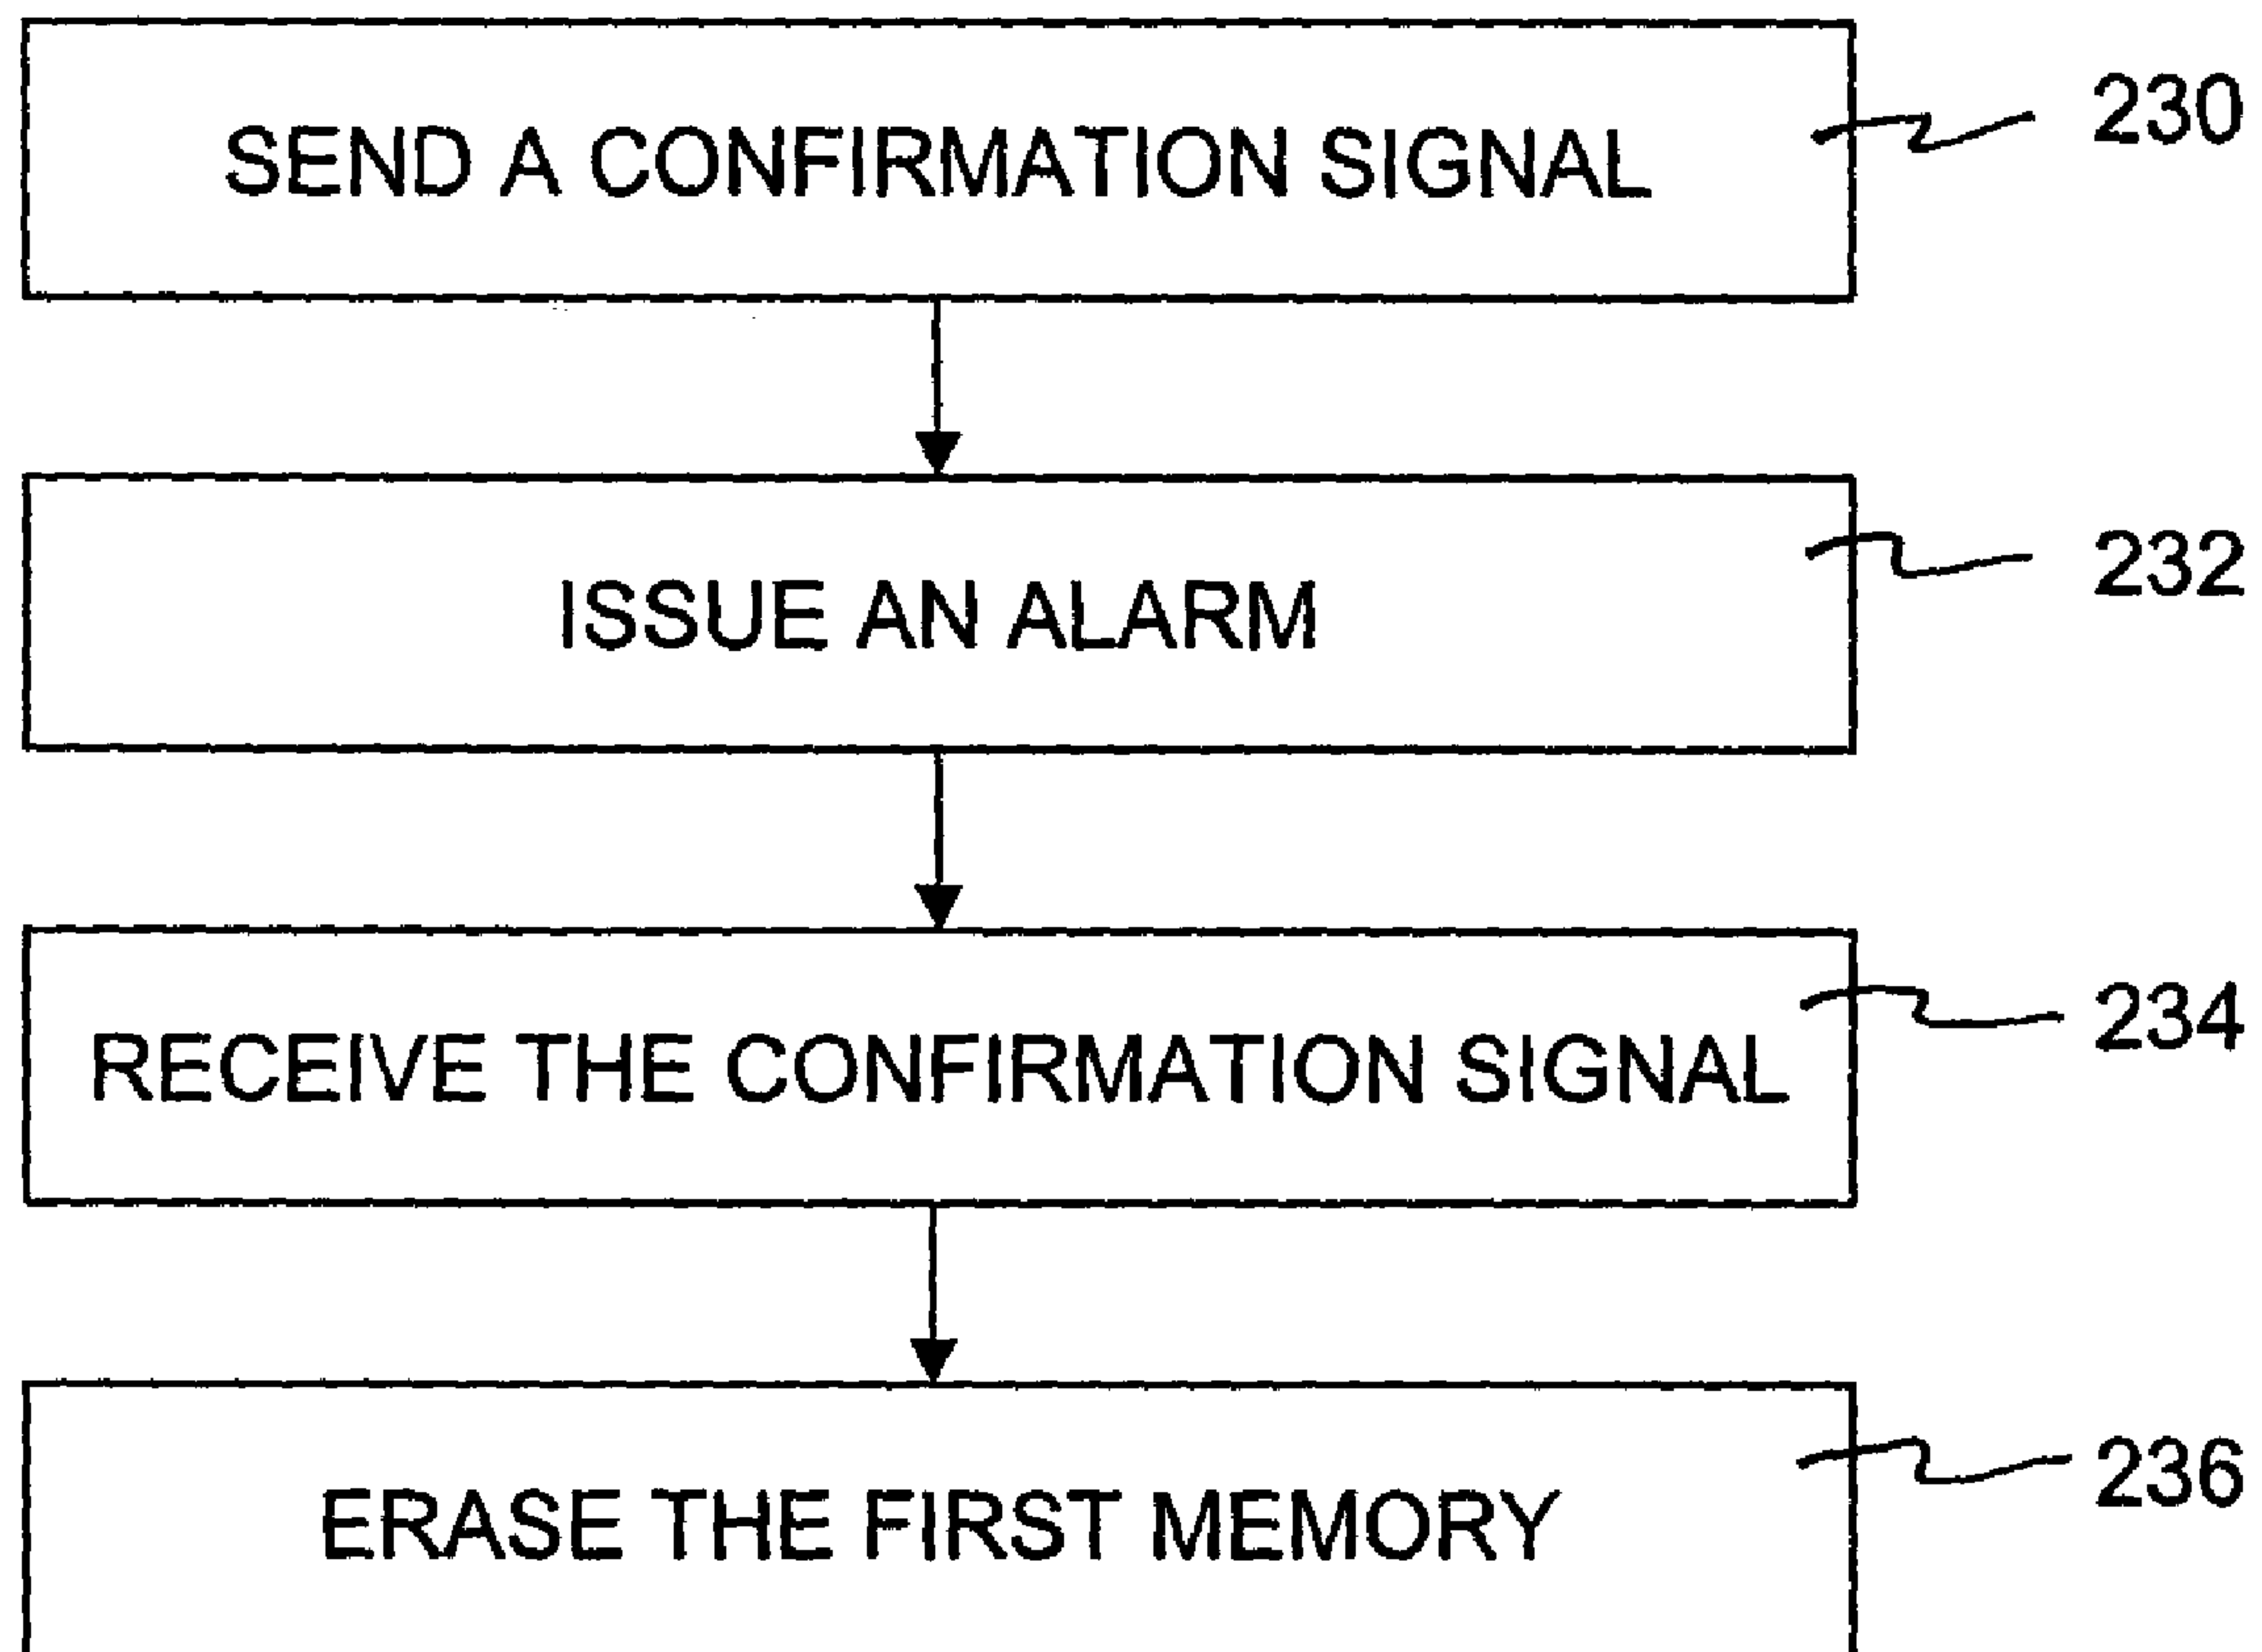 SEND A CONFIRMATION SIGNAL
230
ISSUE AN ALARM
232
RECEIVE THE CONFIRMATION SIGNAL
234
ERASE THE FIRST MEMORY
236